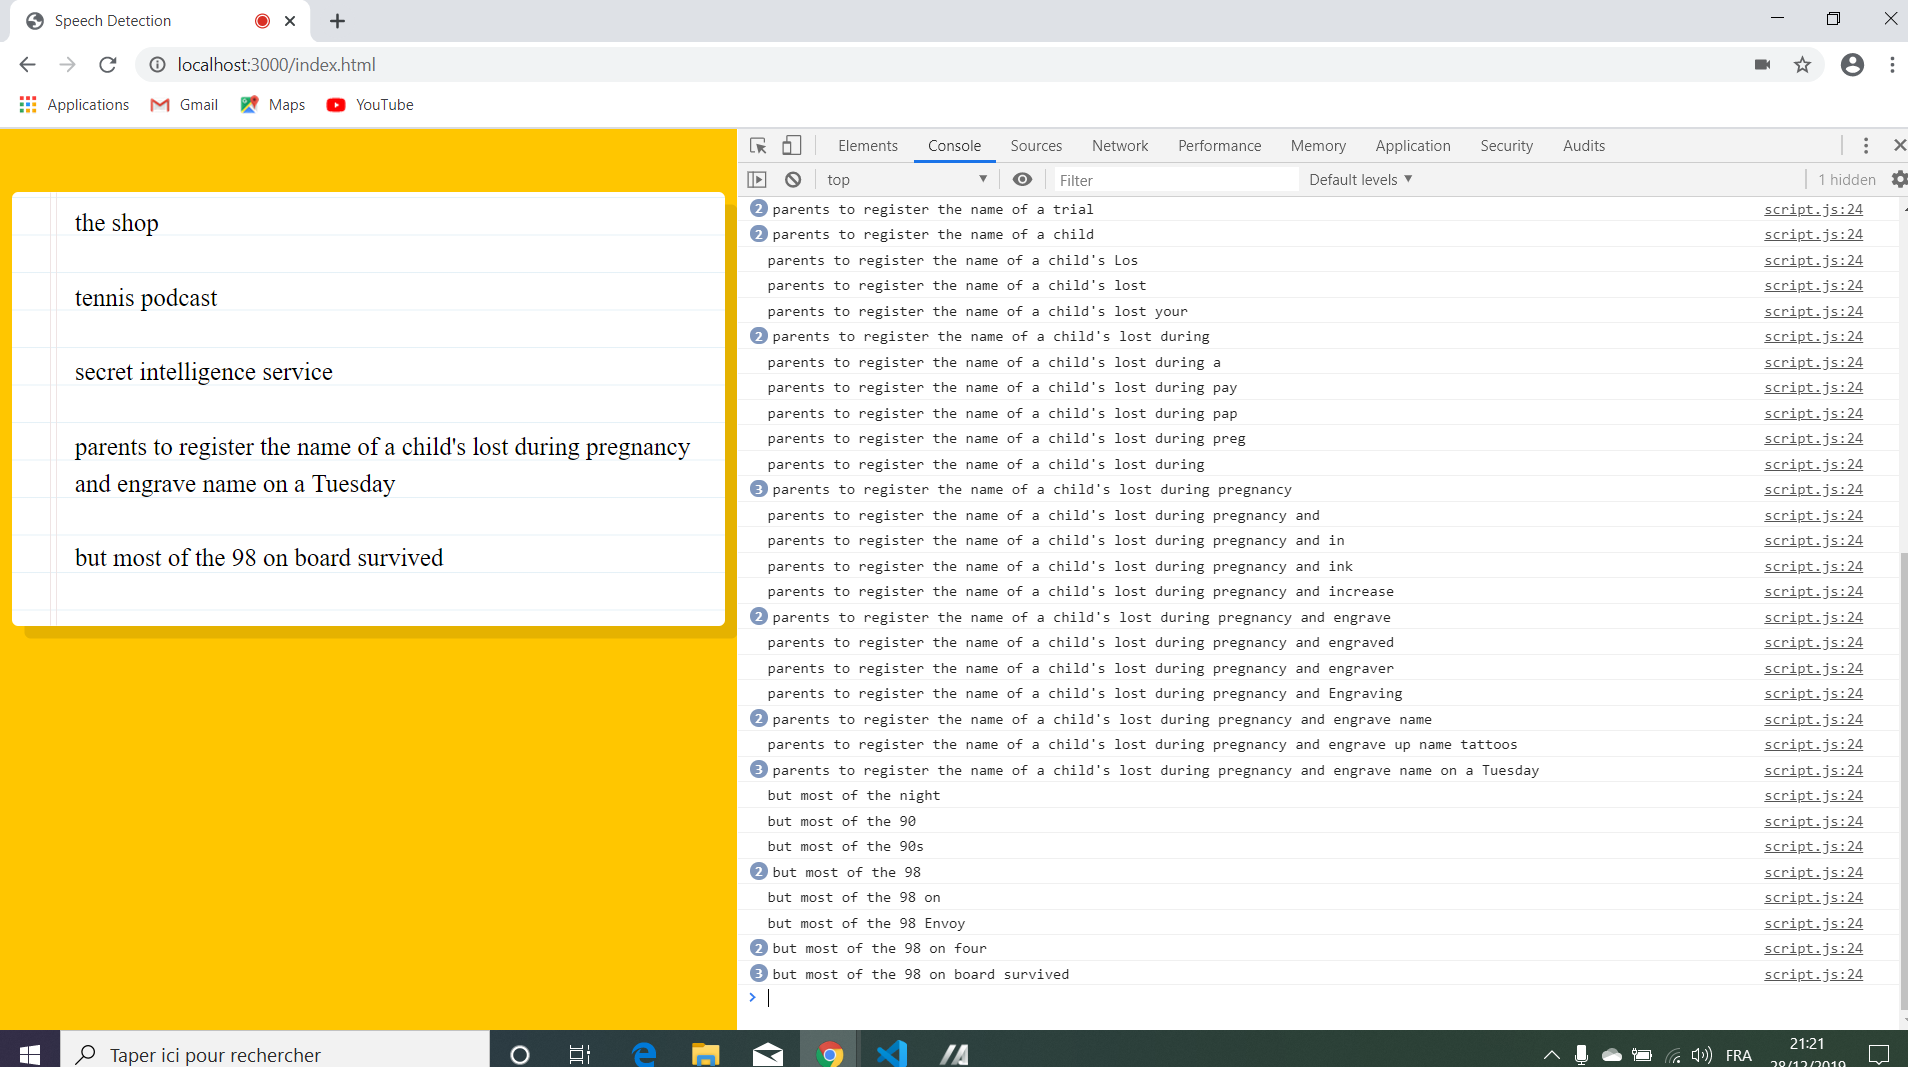 Speech Detection
localhost:3000/index.html
Applications Gmail Maps YouTube
the shop
tennis podcast
secret intelligence service
parents to register the name of a child's lost during pregnancy
and engrave name on a Tuesday
but most of the 98 on board survived
Elements Console Sources Network Performance Memory Application Security Audits
top Filter Default levels 1 hidden
2 parents to register the name of a trial script.js:24
2 parents to register the name of a child script.js:24
parents to register the name of a child's Los script.js:24
parents to register the name of a child's lost script.js:24
parents to register the name of a child's lost your script.js:24
2 parents to register the name of a child's lost during script.js:24
parents to register the name of a child's lost during a script.js:24
parents to register the name of a child's lost during pay script.js:24
parents to register the name of a child's lost during pap script.js:24
parents to register the name of a child's lost during preg script.js:24
parents to register the name of a child's lost during script.js:24
3 parents to register the name of a child's lost during pregnancy script.js:24
parents to register the name of a child's lost during pregnancy and script.js:24
parents to register the name of a child's lost during pregnancy and in script.js:24
parents to register the name of a child's lost during pregnancy and ink script.js:24
parents to register the name of a child's lost during pregnancy and increase script.js:24
2 parents to register the name of a child's lost during pregnancy and engrave script.js:24
parents to register the name of a child's lost during pregnancy and engraved script.js:24
parents to register the name of a child's lost during pregnancy and engraver script.js:24
parents to register the name of a child's lost during pregnancy and Engraving script.js:24
2 parents to register the name of a child's lost during pregnancy and engrave name script.js:24
parents to register the name of a child's lost during pregnancy and engrave up name tattoos script.js:24
3 parents to register the name of a child's lost during pregnancy and engrave name on a Tuesday script.js:24
but most of the night script.js:24
but most of the 90 script.js:24
but most of the 90s script.js:24
2 but most of the 98 script.js:24
but most of the 98 on script.js:24
but most of the 98 Envoy script.js:24
2 but most of the 98 on four script.js:24
3 but most of the 98 on board survived script.js:24
Taper ici pour rechercher
FRA
21:21
28/12/2019